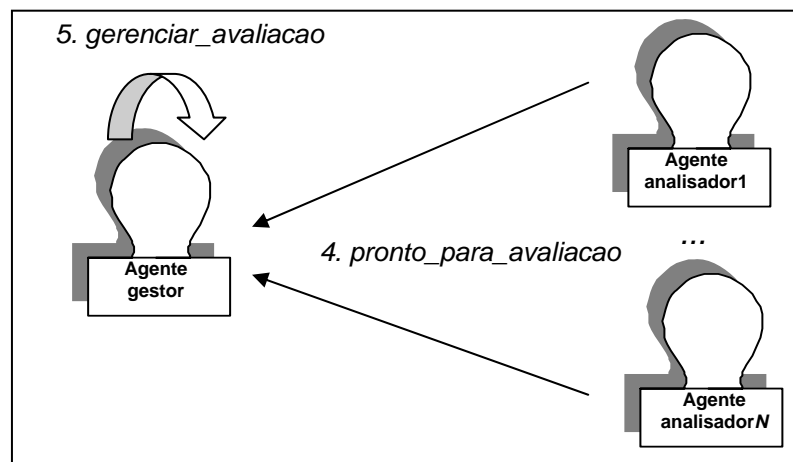 5. gerenciar_avaliacao
Agente
analisador1
...
4. pronto_para_avaliacao
Agente
gestor
Agente
analisadorN